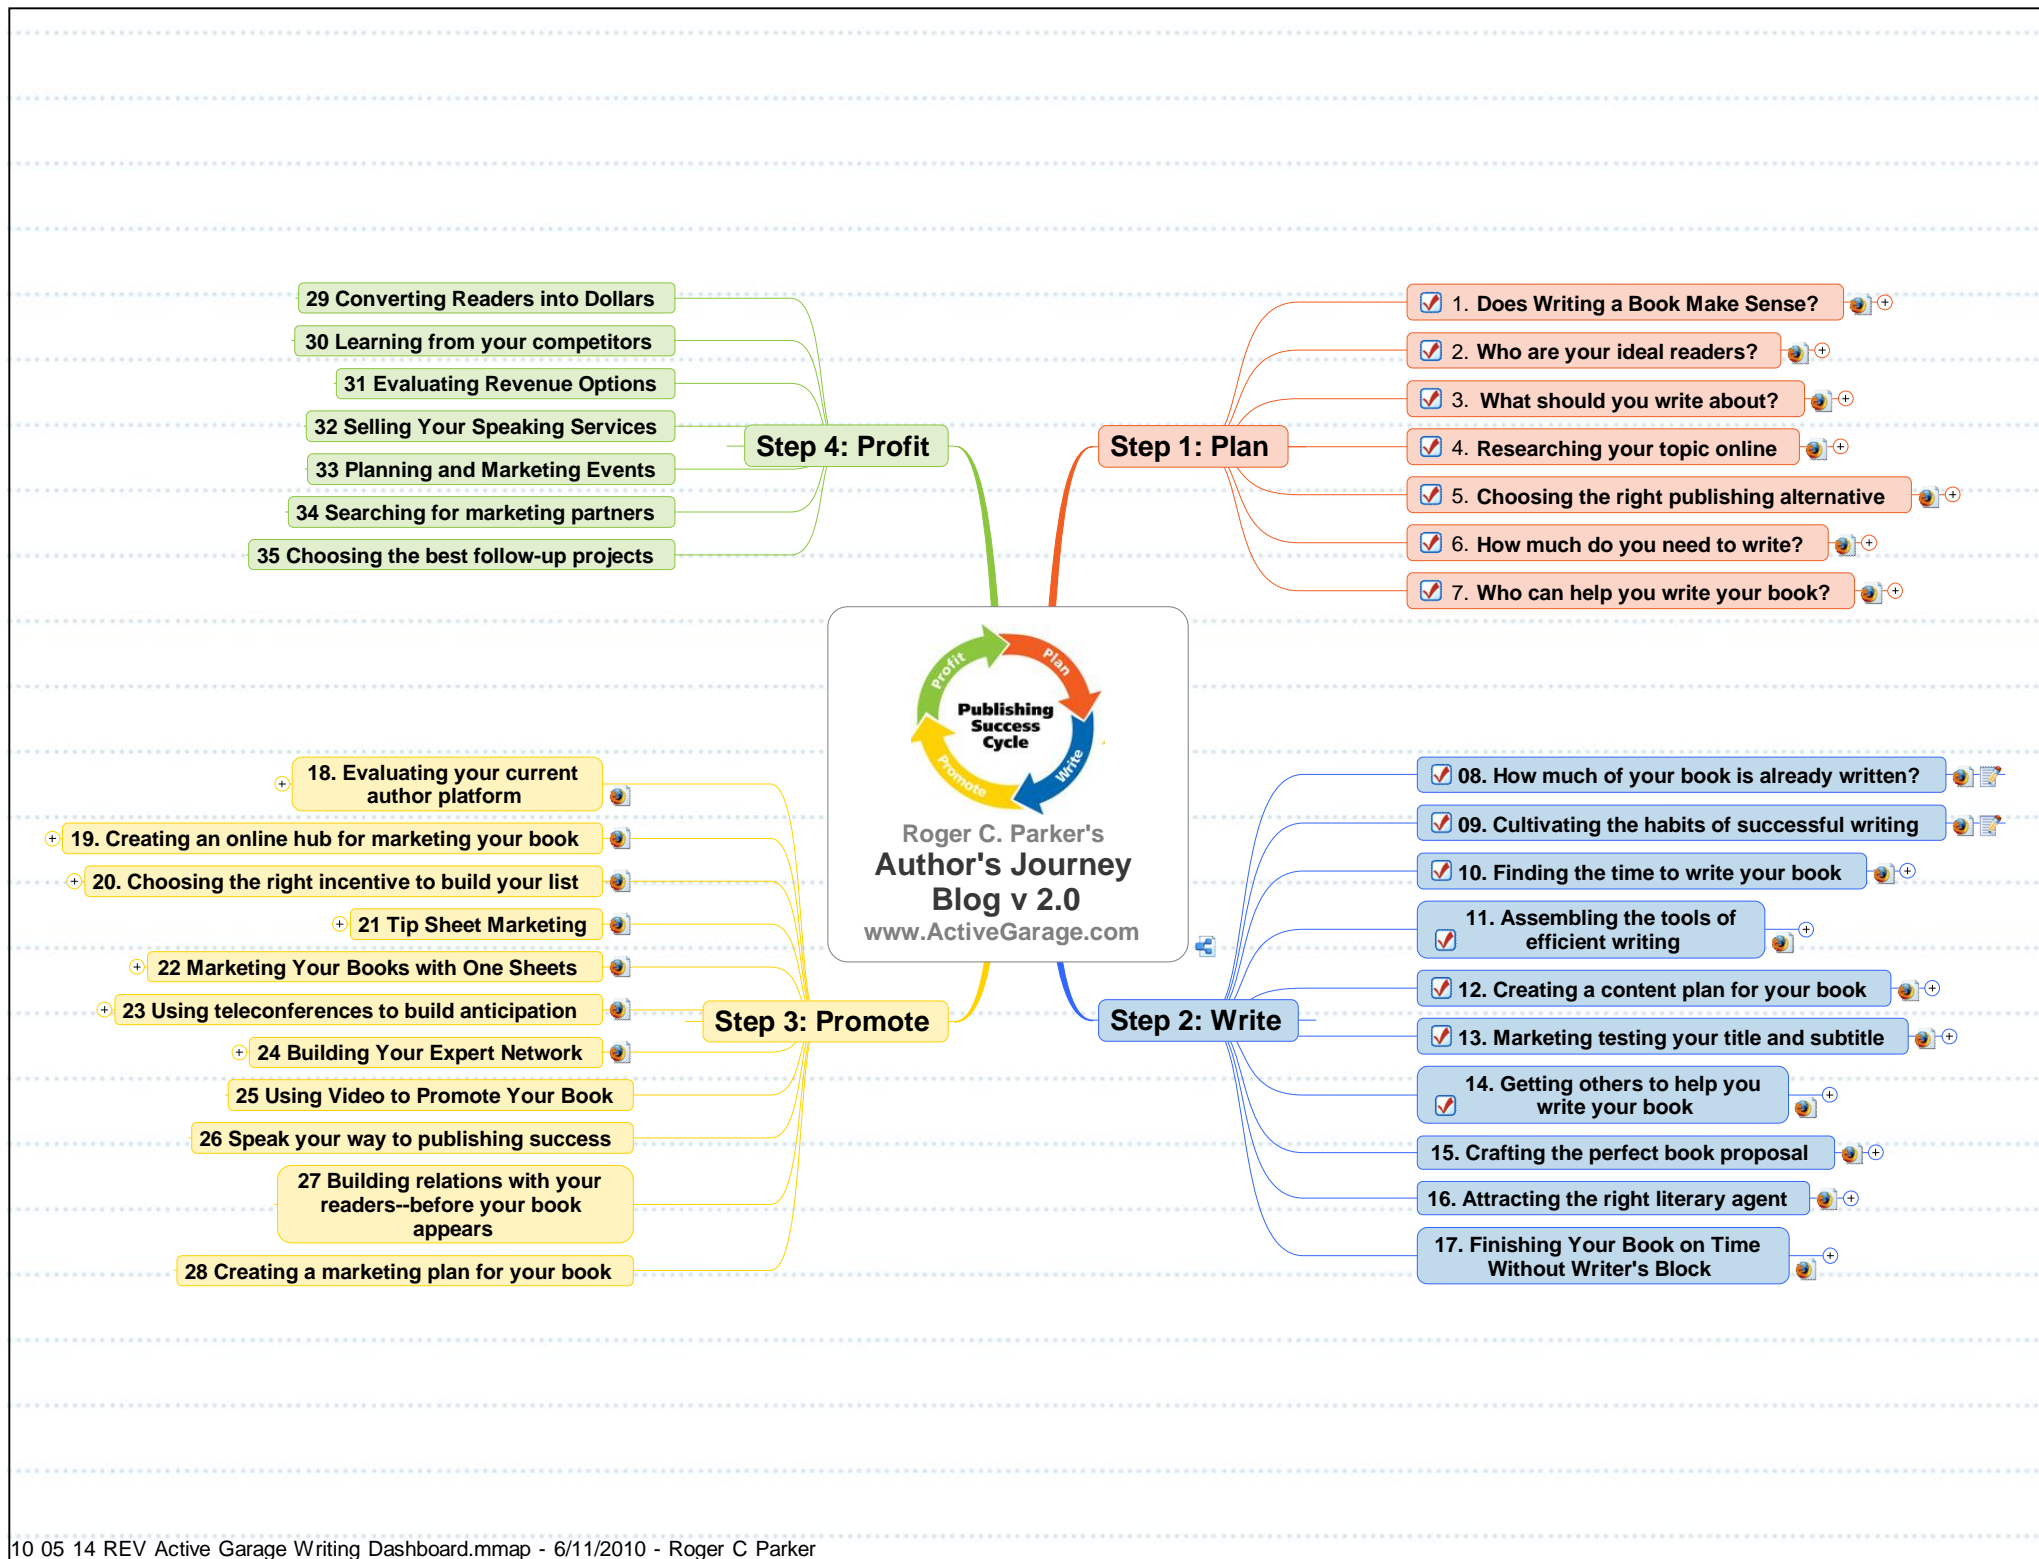 Step 1: Plan
1. Does Writing a Book Make Sense?
2. Who are your ideal readers?
3. What should you write about?
4. Researching your topic online
5. Choosing the right publishing alternative
6. How much do you need to write?
7. Who can help you write your book?
Step 2: Write
08. How much of your book is already written?
09. Cultivating the habits of successful writing
10. Finding the time to write your book
11. Assembling the tools of
efficient writing
12. Creating a content plan for your book
13. Marketing testing your title and subtitle
14. Getting others to help you
write your book
15. Crafting the perfect book proposal
16. Attracting the right literary agent
17. Finishing Your Book on Time
Without Writer's Block
Step 3: Promote
18. Evaluating your current
author platform
19. Creating an online hub for marketing your book
20. Choosing the right incentive to build your list
21 Tip Sheet Marketing
22 Marketing Your Books with One Sheets
23 Using teleconferences to build anticipation
24 Building Your Expert Network
25 Using Video to Promote Your Book
26 Speak your way to publishing success
27 Building relations with your
readers--before your book
appears
28 Creating a marketing plan for your book
Step 4: Profit
29 Converting Readers into Dollars
30 Learning from your competitors
31 Evaluating Revenue Options
32 Selling Your Speaking Services
33 Planning and Marketing Events
34 Searching for marketing partners
35 Choosing the best follow-up projects
Profit
Plan
Write
Promote
Publishing
Success
Cycle
Roger C. Parker's
Author's Journey
Blog v 2.0
www.ActiveGarage.com
10 05 14 REV Active Garage Writing Dashboard.mmap - 6/11/2010 - Roger C Parker